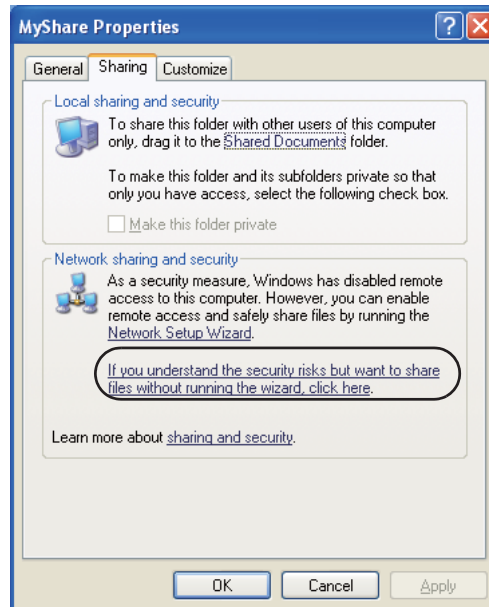 MyShare Properties
General Sharing Customize
Local sharing and security
To share this folder with other users of this computer
only, drag it to the Shared Documents folder.
To make this folder and its subfolders private so that
only you have access, select the following check box.
Make this folder private
Network sharing and security
As a security measure, Windows has disabled remote
access to this computer. However, you can enable
remote access and safely share files by running the
Network Setup Wizard.
If you understand the security risks but want to share
files without running the wizard, click here.
Learn more about sharing and security.
OK Cancel Apply